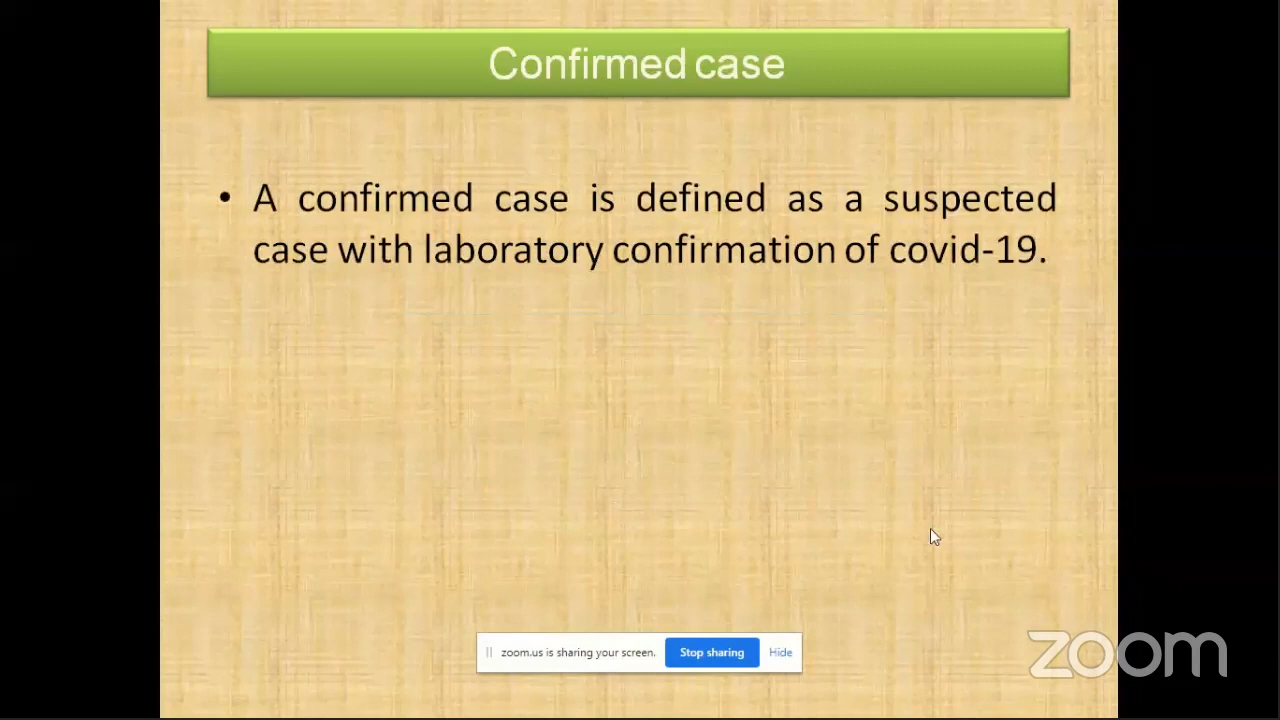 Confirmed case
• A confirmed case is defined as a suspected
case with laboratory confirmation of covid-19.
zoom.us is sharing your screen. Stop sharing Hide
zoom